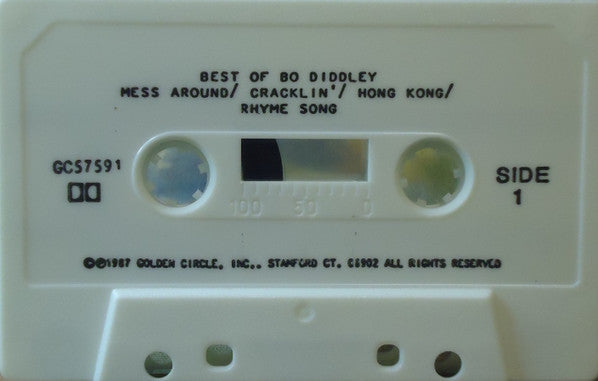 BEST OF BO DIDDLEY
MESS AROUND/ CRACKLIN'/ HONG KONG/
RHYME SONG
GC57591
SIDE
1
100 50 0
©℗1987 GOLDEN CIRCLE, INC., STAMFORD CT. 06902 ALL RIGHTS RESERVED